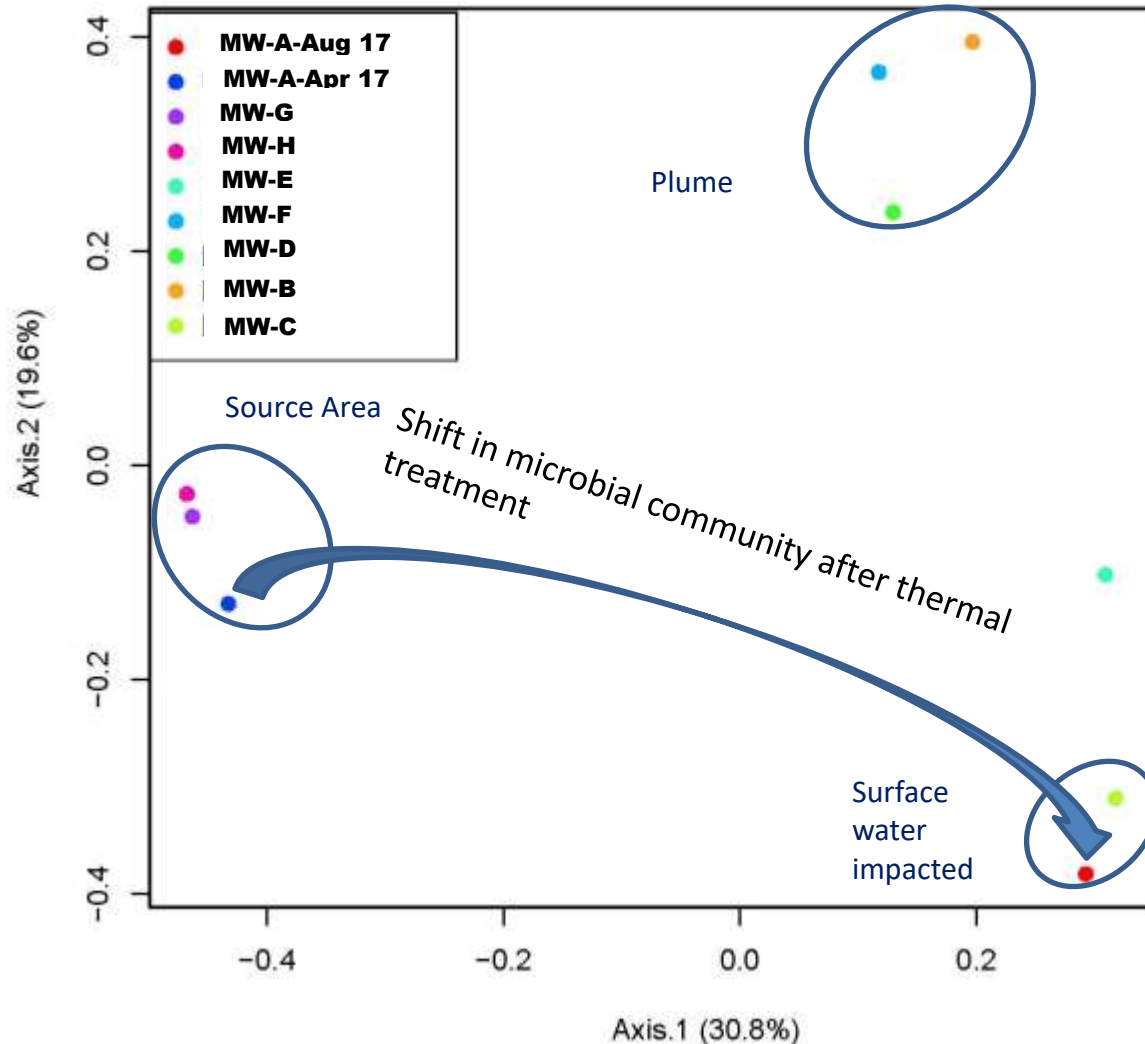 MW-A-Aug 17
MW-A-Apr 17
MW-G
MW-H
MW-E
MW-F
MW-D
MW-B
MW-C
Plume
Source Area
Shift in microbial community after thermal
treatment
Surface
water
impacted
0.4
0.2
0.0
−0.2
−0.4
Axis.2 (19.6%)
−0.4
−0.2
0.0
0.2
Axis.1 (30.8%)